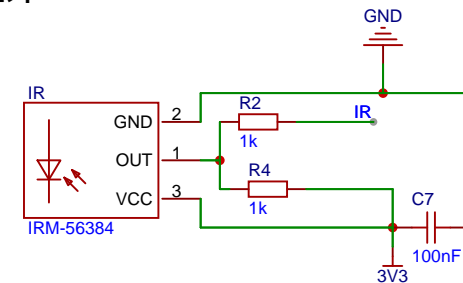 GND
IR
GND
2
R2
IR
1k
OUT
1
R4
VCC
3
1k
C7
IRM-56384
100nF
3V3